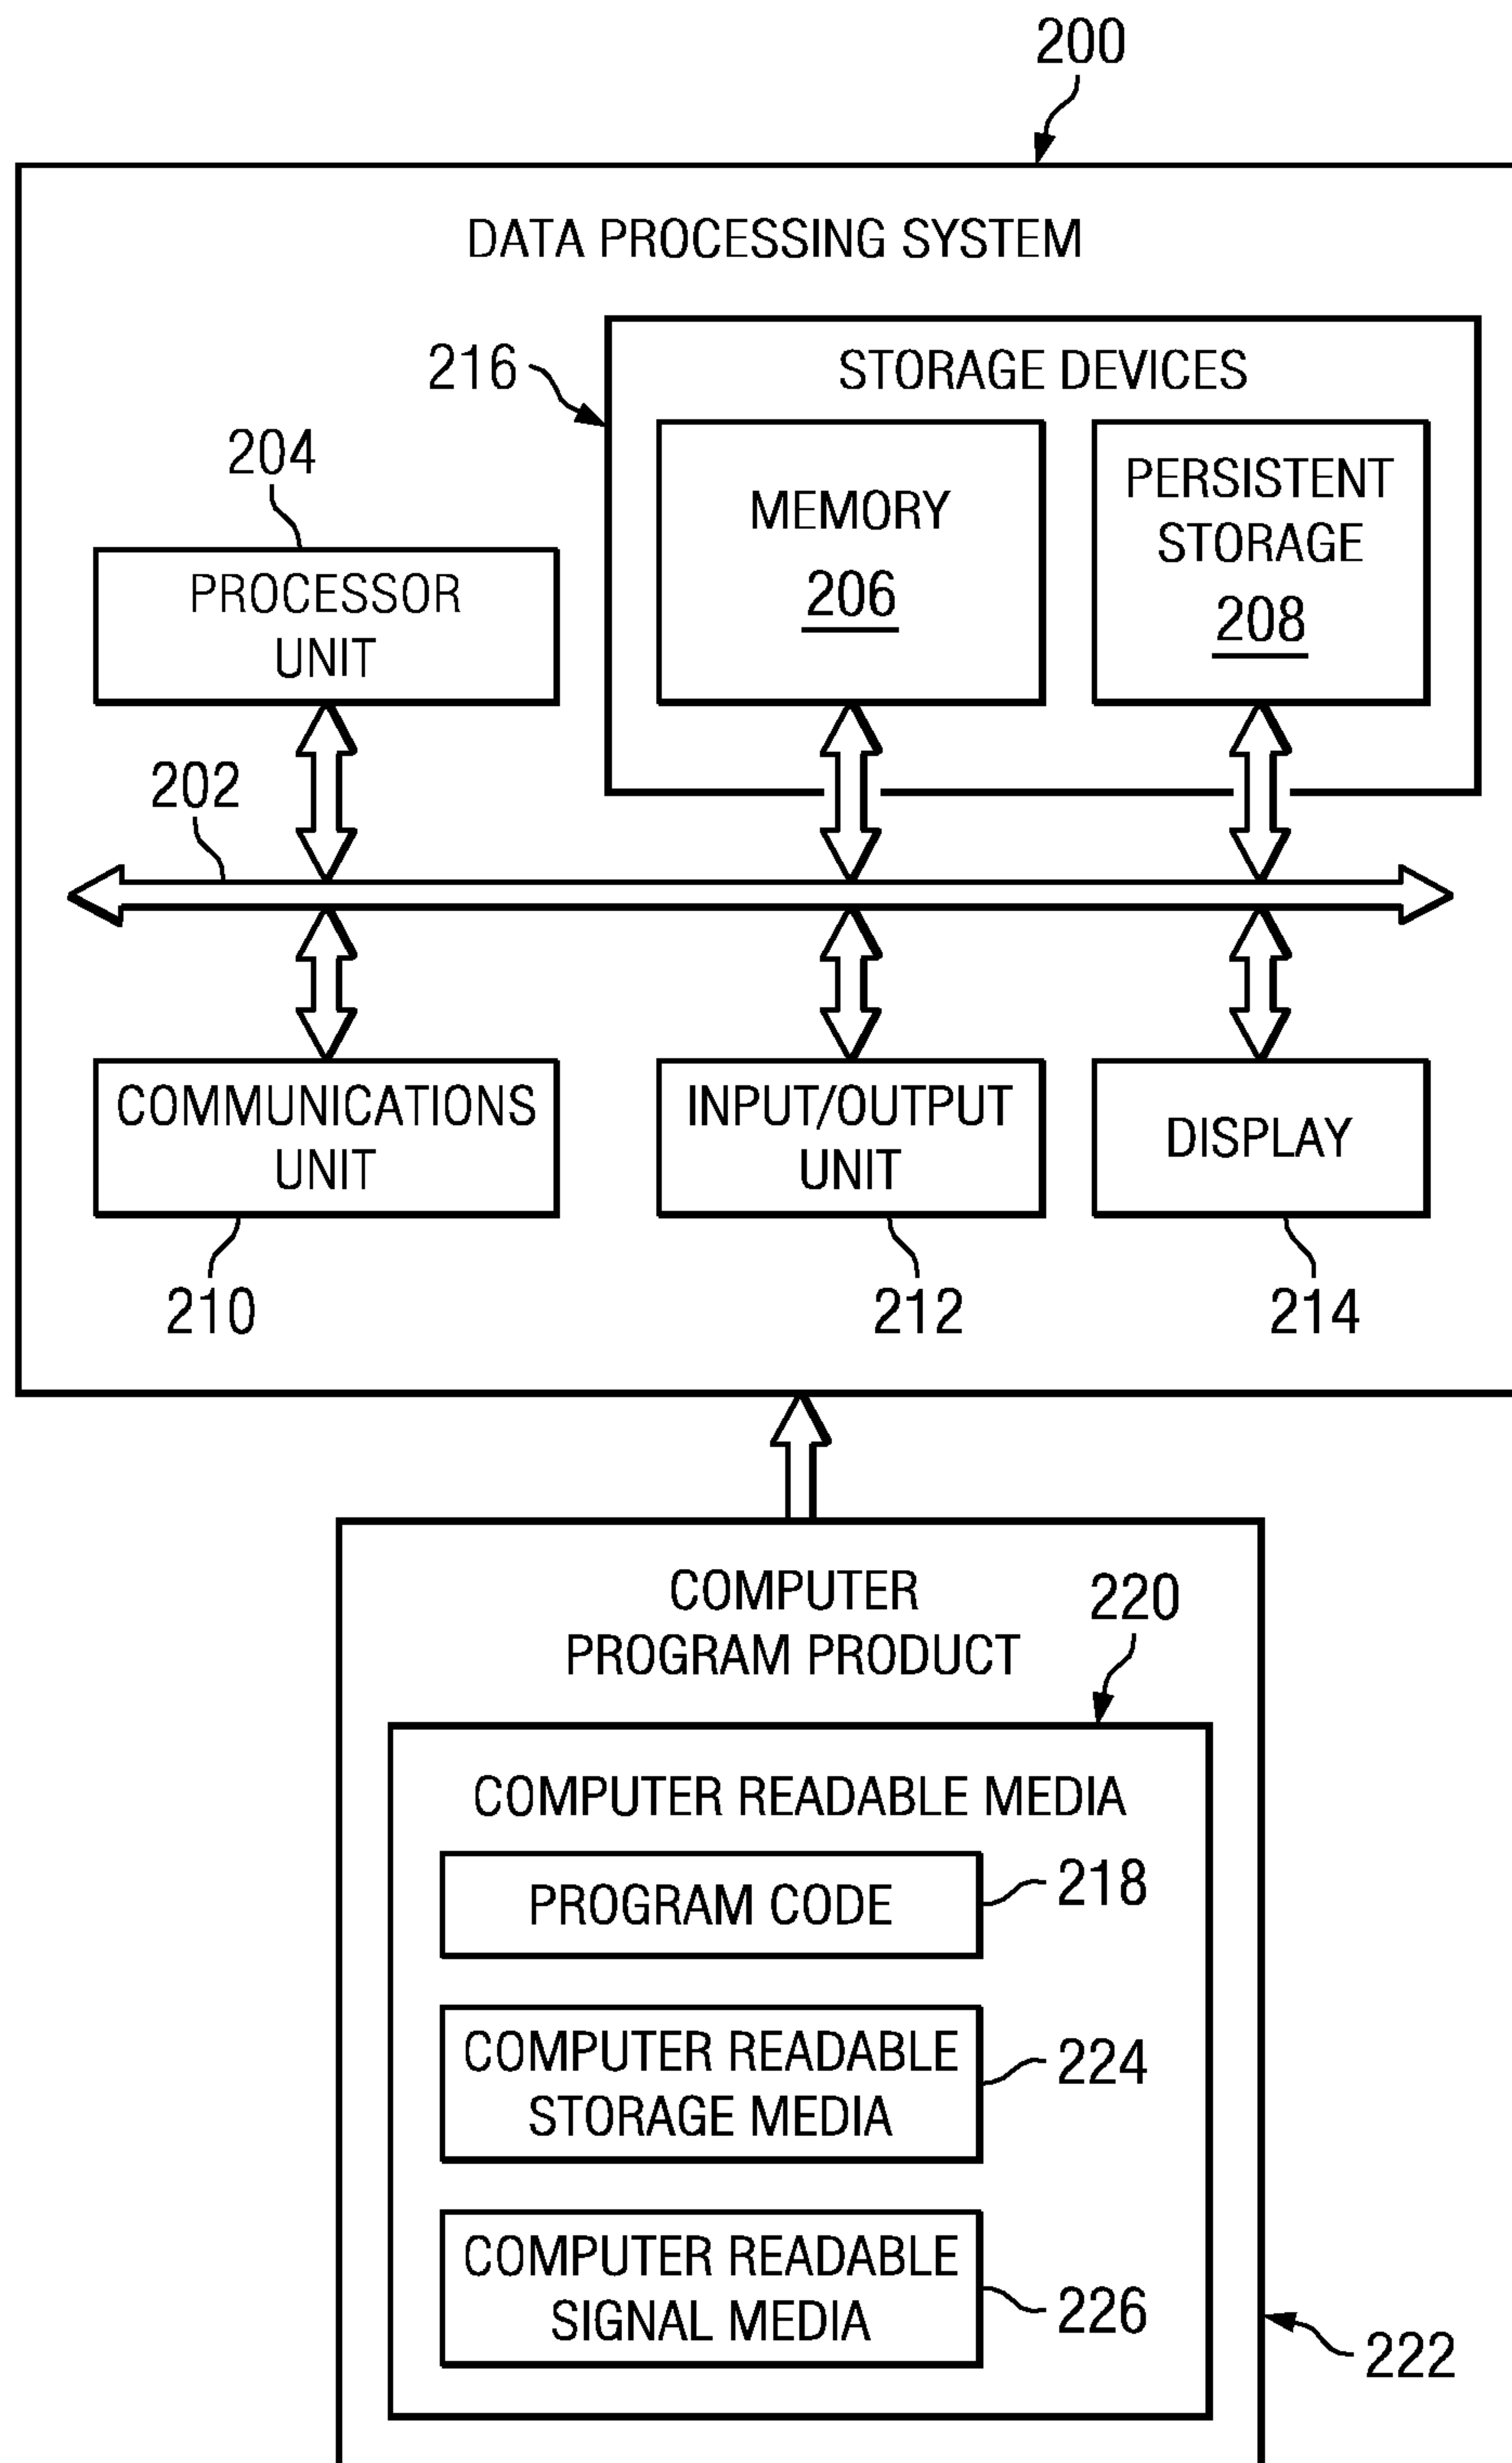 200
DATA PROCESSING SYSTEM
216
STORAGE DEVICES
204
MEMORY
206
PERSISTENT
STORAGE
208
PROCESSOR
UNIT
202
COMMUNICATIONS
UNIT
INPUT/OUTPUT
UNIT
DISPLAY
210
212
214
COMPUTER
PROGRAM PRODUCT
220
COMPUTER READABLE MEDIA
PROGRAM CODE
218
COMPUTER READABLE
STORAGE MEDIA
224
COMPUTER READABLE
SIGNAL MEDIA
226
222